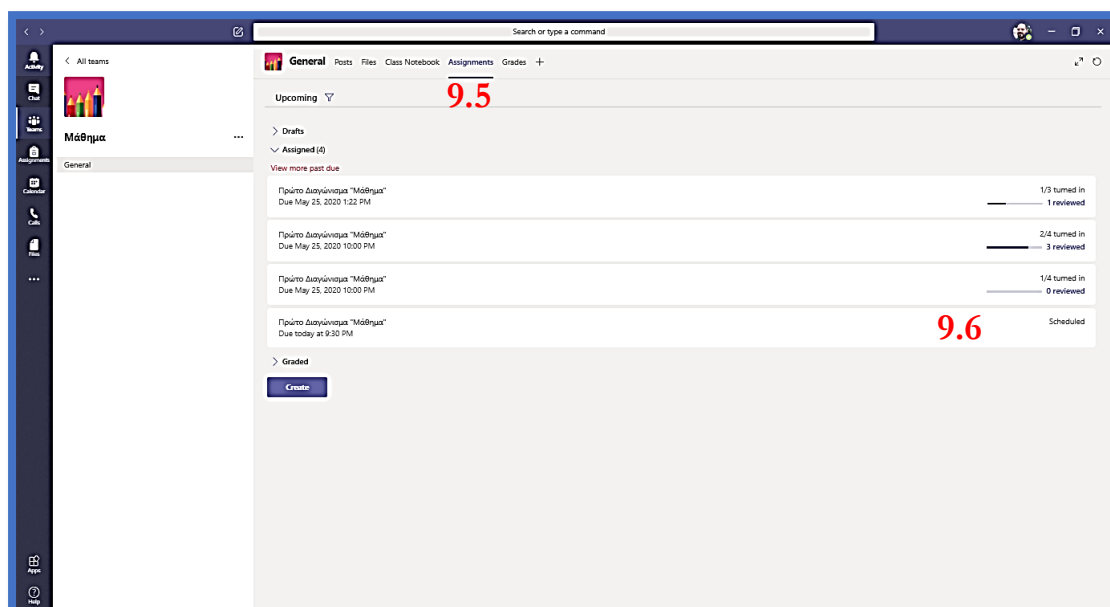 Search or type a command
Activity
Chat
Teams
Assignments
Calendar
Calls
Files
Apps
Help
All teams
Μάθημα
General
General Posts Files Class Notebook Assignments Grades
9.5
Upcoming
Drafts
Assigned (4)
View more past due
Πρώτο Διαγώνισμα "Μάθημα"
Due May 25, 2020 1:22 PM
1/3 turned in
1 reviewed
Πρώτο Διαγώνισμα "Μάθημα"
Due May 25, 2020 10:00 PM
2/4 turned in
3 reviewed
Πρώτο Διαγώνισμα "Μάθημα"
Due May 25, 2020 10:00 PM
1/4 turned in
0 reviewed
Πρώτο Διαγώνισμα "Μάθημα"
Due today at 9:30 PM
9.6
Scheduled
Graded
Create